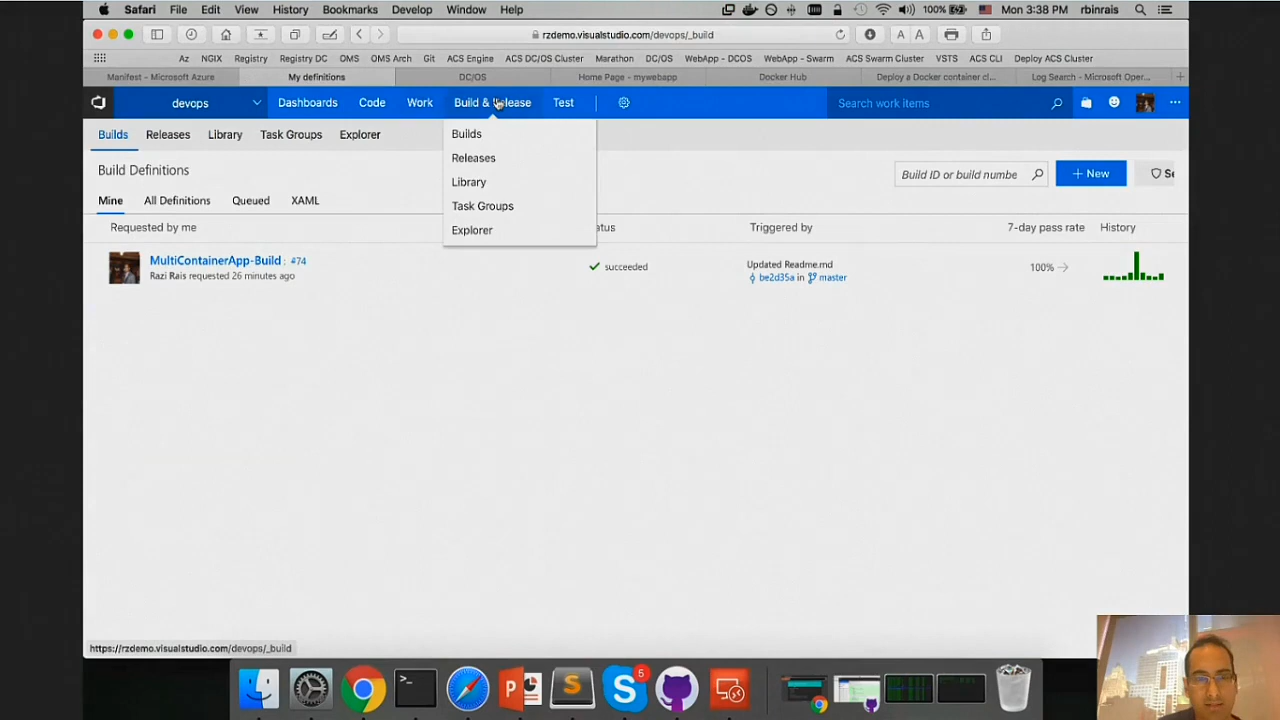 Safari File Edit View History Bookmarks Develop Window Help 100% Mon 3:38 PM rbinrais
rzdemo.visualstudio.com/devops/_build A A
Az NGIX Registry Registry DC OMS OMS Arch Git ACS Engine ACS DC/OS Cluster Marathon DC/OS WebApp - DCOS WebApp - Swarm ACS Swarm Cluster VSTS ACS CLI Deploy ACS Cluster
Manifest - Microsoft Azure My definitions DC/OS Home Page - mywebapp Docker Hub Deploy a Docker container cl... Log Search - Microsoft Oper... +
devops Dashboards Code Work Build & Release Test Search work items ...
Builds Releases Library Task Groups Explorer
Builds
Releases
Library
Task Groups
Explorer
Build Definitions
Build ID or build numbe + New Se
Mine All Definitions Queued XAML
Requested by me atus Triggered by 7-day pass rate History
MultiContainerApp-Build : #74
Razi Rais requested 26 minutes ago
succeeded
Updated Readme.md
be2d35a in master
100%
https://rzdemo.visualstudio.com/devops/_build
>_ P S S 5